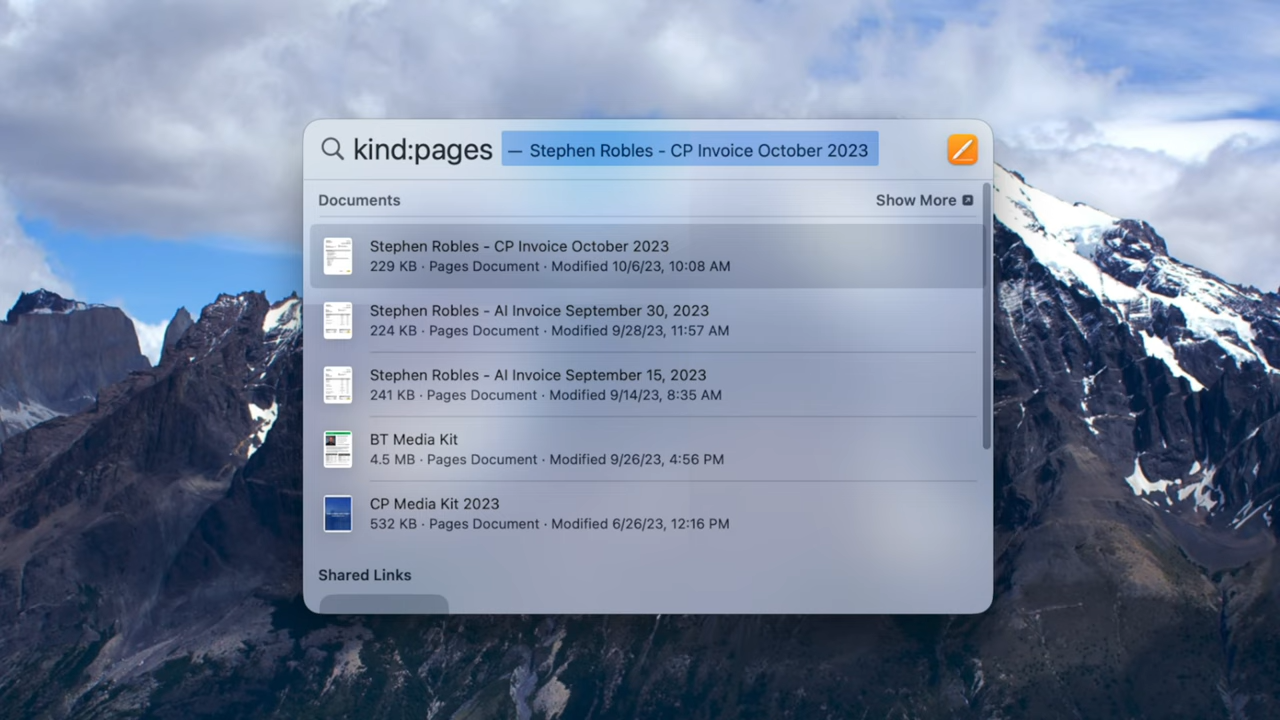 kind:pages — Stephen Robles - CP Invoice October 2023
Documents
Show More
Stephen Robles - CP Invoice October 2023
229 KB · Pages Document · Modified 10/6/23, 10:08 AM
Stephen Robles - AI Invoice September 30, 2023
224 KB · Pages Document · Modified 9/28/23, 11:57 AM
Stephen Robles - AI Invoice September 15, 2023
241 KB · Pages Document · Modified 9/14/23, 8:35 AM
BT Media Kit
4.5 MB · Pages Document · Modified 9/26/23, 4:56 PM
CP Media Kit 2023
532 KB · Pages Document · Modified 6/26/23, 12:16 PM
Shared Links